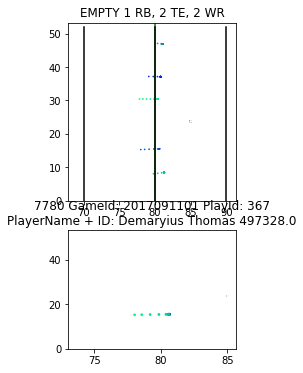 EMPTY 1 RB, 2 TE, 2 WR
50
40
30
20
10
0
70 75 80 85 90
7780 GameId: 2017091101 PlayId: 367
PlayerName + ID: Demaryius Thomas 497328.0
40
20
0
75 80 85